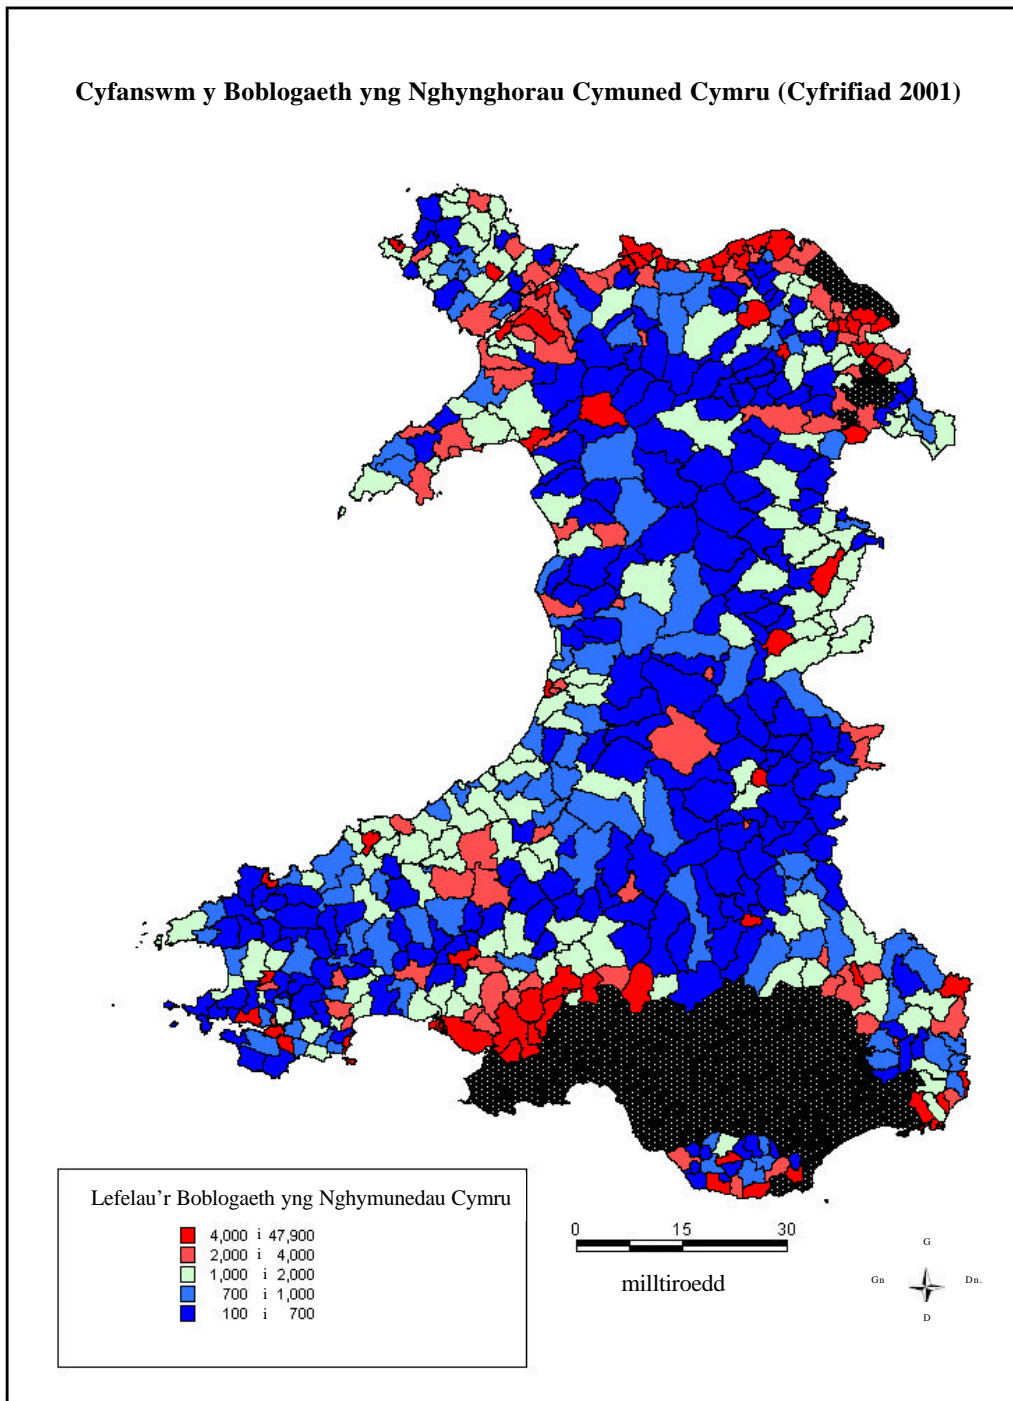 Cyfanswm y Boblogaeth yng Nghynghorau Cymuned Cymru (Cyfrifiad 2001)
Lefelau'r Boblogaeth yng Nghymunedau Cymru
4,000 i 47,900
2,000 i 4,000
1,000 i 2,000
700 i 1,000
100 i 700
0 15 30
milltiroedd
G
Gn Dn.
D